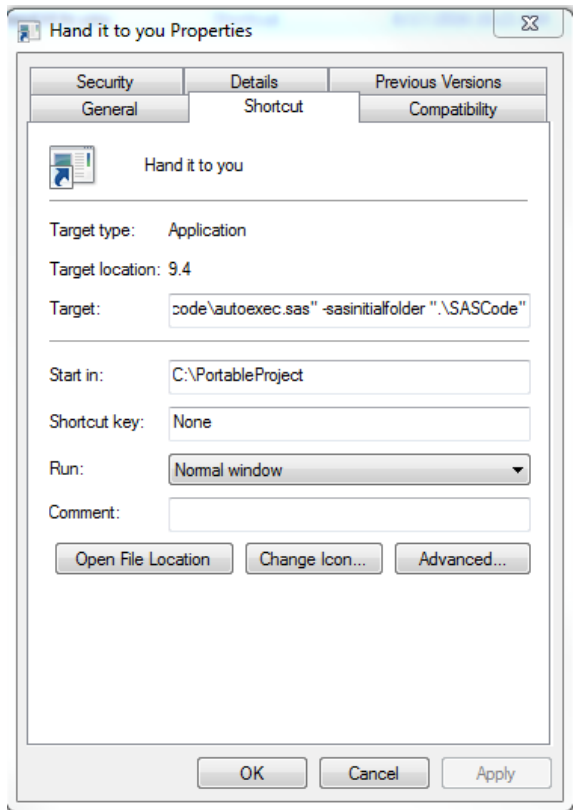 Hand it to you Properties
Security Details Previous Versions
General Shortcut Compatibility
Hand it to you
Target type: Application
Target location: 9.4
Target: code\autoexec.sas" -sasinitialfolder ".\SASCode"
Start in: C:\PortableProject
Shortcut key: None
Run: Normal window
Comment:
Open File Location Change Icon... Advanced...
OK Cancel Apply